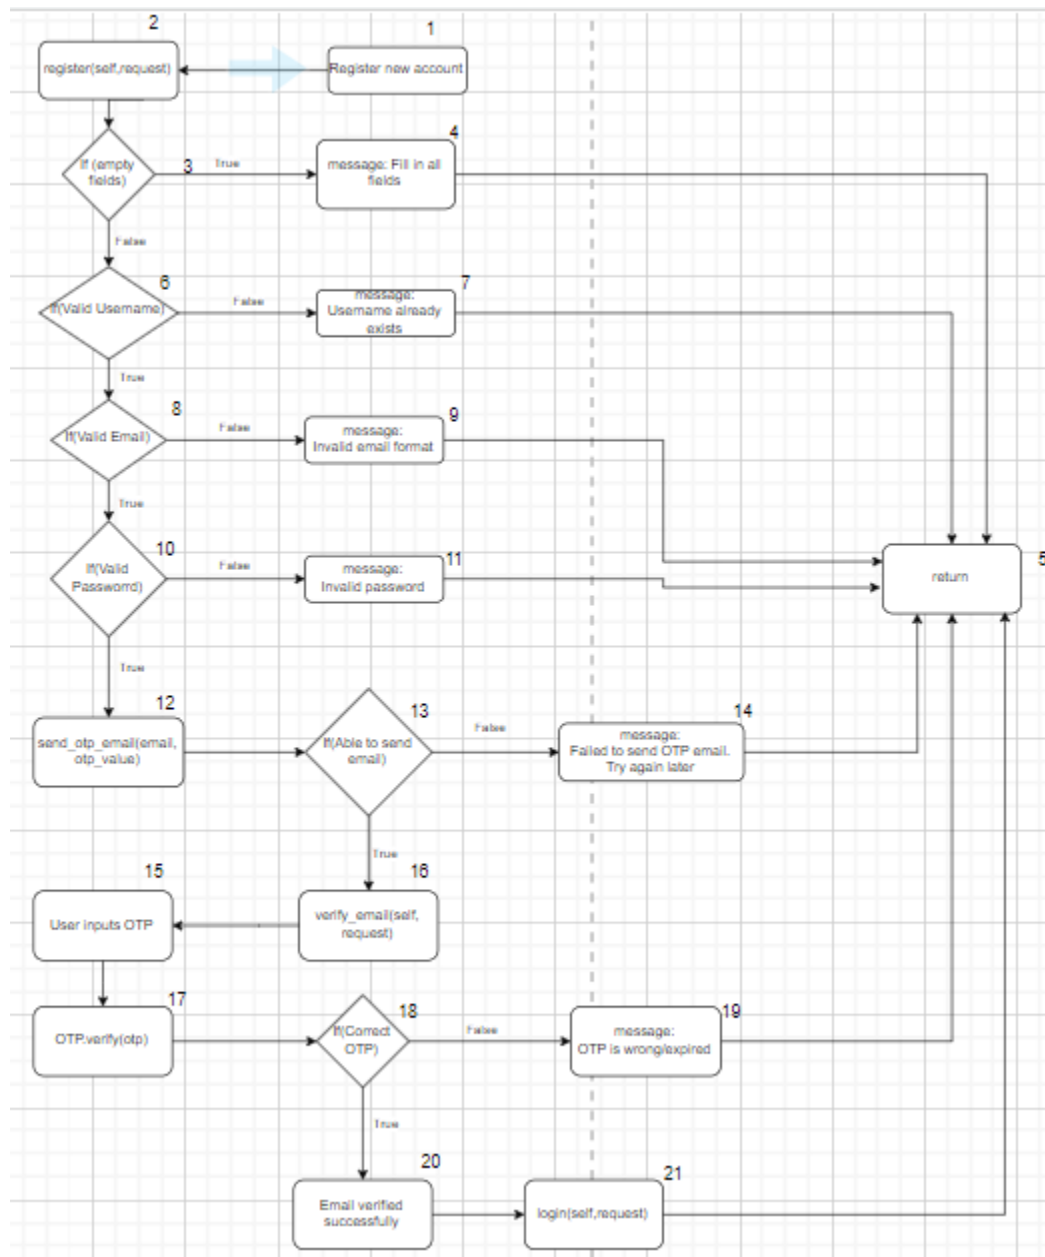 2
1
register(self,request)
Register new account
4
If (empty
fields)
3
True
message: Fill in all
fields
False
6
7
If(Valid Username)
False
message:
Username already
exists
True
8
9
If(Valid Email)
False
message:
Invalid email format
True
10
11
If(Valid
Password)
False
message:
Invalid password
5
return
True
12
13
14
send_otp_email(email,
otp_value)
If(Able to send
email)
False
message:
Failed to send OTP email.
Try again later
True
15
16
User inputs OTP
verify_email(self,
request)
17
18
19
OTP.verify(otp)
If(Correct
OTP)
False
message:
OTP is wrong/expired
True
20
21
Email verified
successfully
login(self,request)